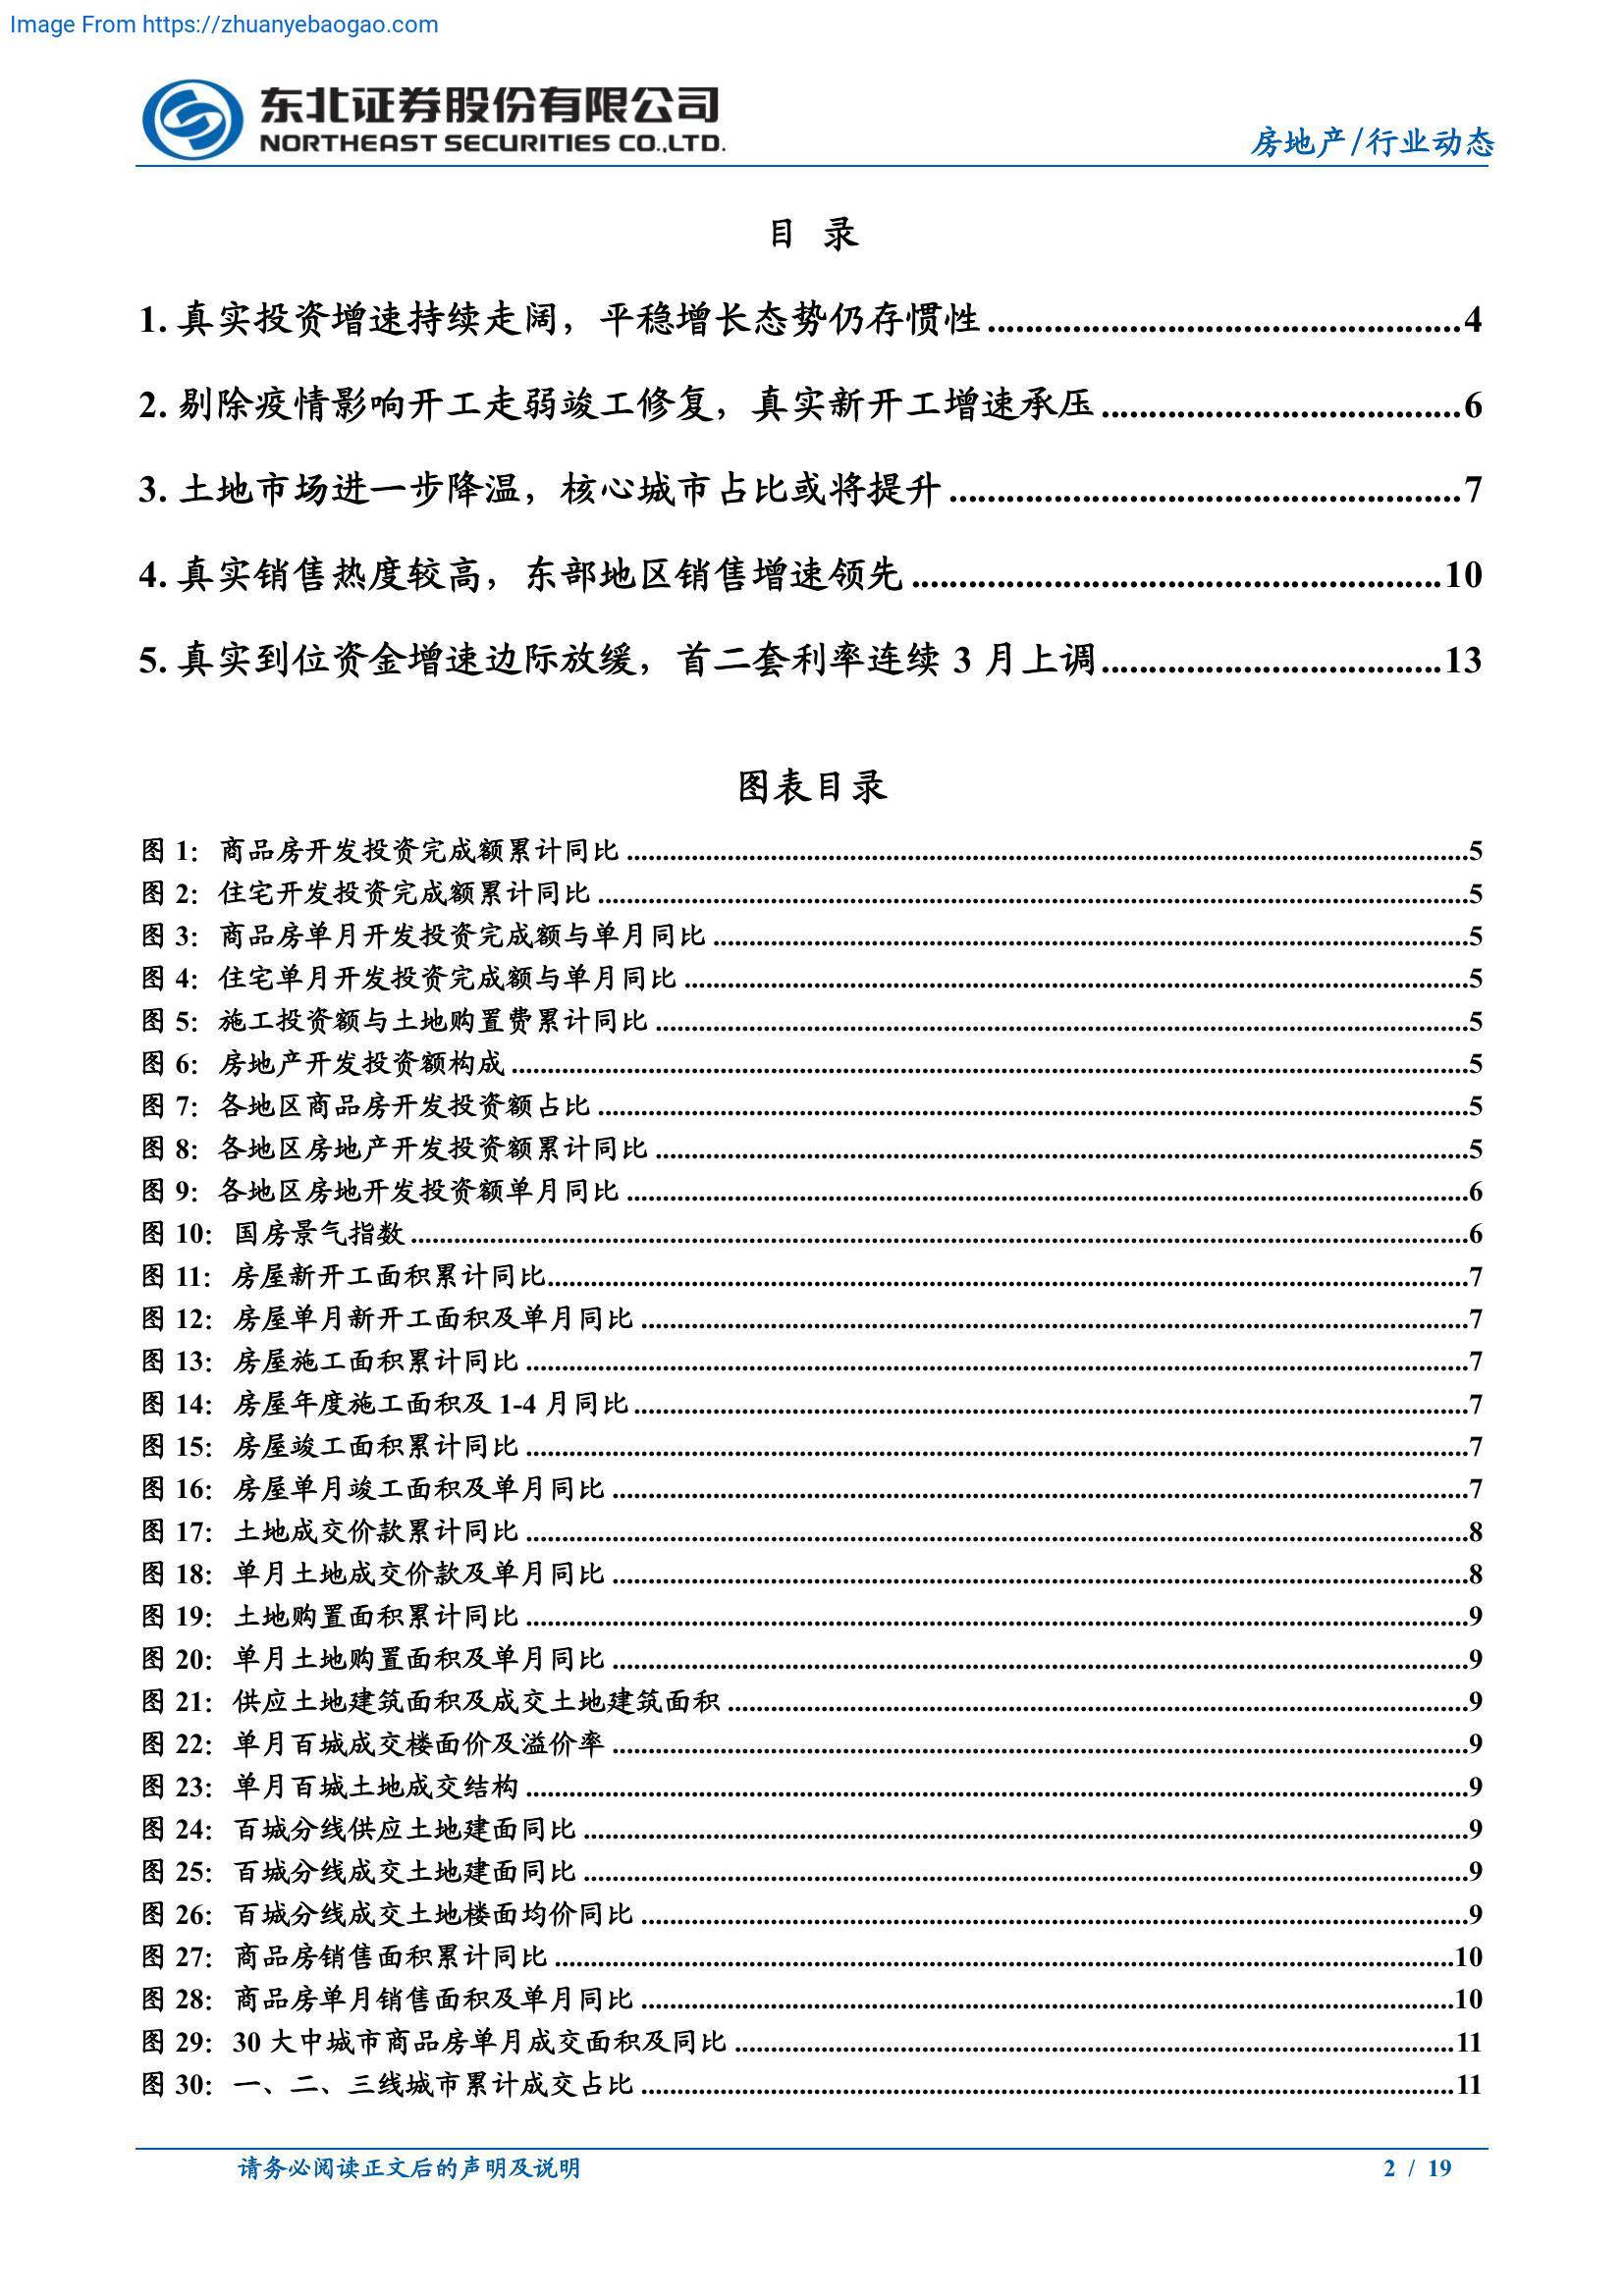 Image From https://zhuanyebaogao.com
东北证券股份有限公司
NORTHEAST SECURITIES CO.,LTD.
房地产/行业动态
目 录
1. 真实投资增速持续走阔，平稳增长态势仍存惯性 4
2. 剔除疫情影响开工走弱竣工修复，真实新开工增速承压 6
3. 土地市场进一步降温，核心城市占比或将提升 7
4. 真实销售热度较高，东部地区销售增速领先 10
5. 真实到位资金增速边际放缓，首二套利率连续 3 月上调 13
图表目录
图 1：商品房开发投资完成额累计同比 5
图 2：住宅开发投资完成额累计同比 5
图 3：商品房单月开发投资完成额与单月同比 5
图 4：住宅单月开发投资完成额与单月同比 5
图 5：施工投资额与土地购置费累计同比 5
图 6：房地产开发投资额构成 5
图 7：各地区商品房开发投资额占比 5
图 8：各地区房地产开发投资额累计同比 5
图 9：各地区房地开发投资额单月同比 6
图 10：国房景气指数 6
图 11：房屋新开工面积累计同比 7
图 12：房屋单月新开工面积及单月同比 7
图 13：房屋施工面积累计同比 7
图 14：房屋年度施工面积及 1-4 月同比 7
图 15：房屋竣工面积累计同比 7
图 16：房屋单月竣工面积及单月同比 7
图 17：土地成交价款累计同比 8
图 18：单月土地成交价款及单月同比 8
图 19：土地购置面积累计同比 9
图 20：单月土地购置面积及单月同比 9
图 21：供应土地建筑面积及成交土地建筑面积 9
图 22：单月百城成交楼面价及溢价率 9
图 23：单月百城土地成交结构 9
图 24：百城分线供应土地建面同比 9
图 25：百城分线成交土地建面同比 9
图 26：百城分线成交土地楼面均价同比 9
图 27：商品房销售面积累计同比 10
图 28：商品房单月销售面积及单月同比 10
图 29：30 大中城市商品房单月成交面积及同比 11
图 30：一、二、三线城市累计成交占比 11
请务必阅读正文后的声明及说明
2 / 19